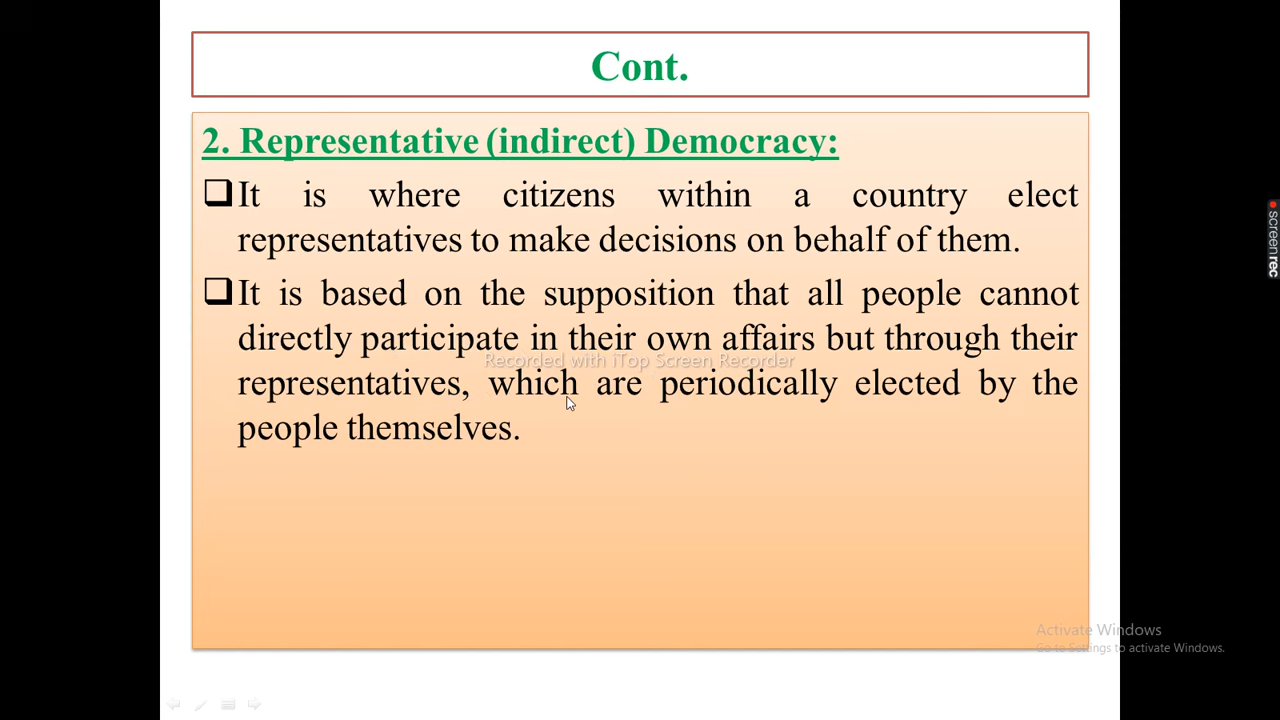 Cont.
2. Representative (indirect) Democracy:
It is where citizens within a country elect
representatives to make decisions on behalf of them.
It is based on the supposition that all people cannot
directly participate in their own affairs but through their
Recorded with iTop Screen Recorder
representatives, which are periodically elected by the
people themselves.
Activate Windows
Go to Settings to activate Windows.
screenrec